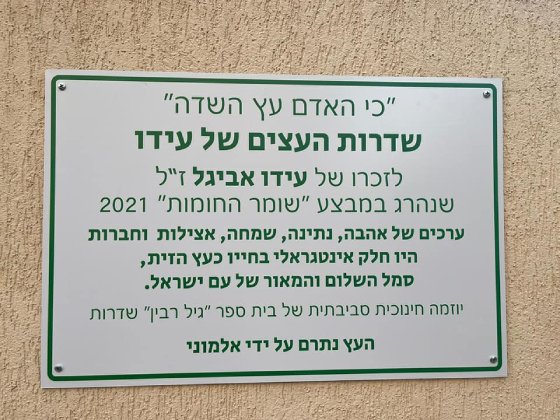 "כי האדם עץ השדה"
שדרות העצים של עידו
לזכרו של עידו אביגל ז"ל
שנהרג במבצע "שומר החומות" 2021
ערכים של אהבה, נתינה, שמחה, אצילות וחברות
היו חלק אינטגראלי בחייו כעץ הזית,
סמל השלום והמאור של עם ישראל.
יוזמה חינוכית סביבתית של בית ספר "גיל רבין" שדרות
העץ נתרם על ידי אלמוני